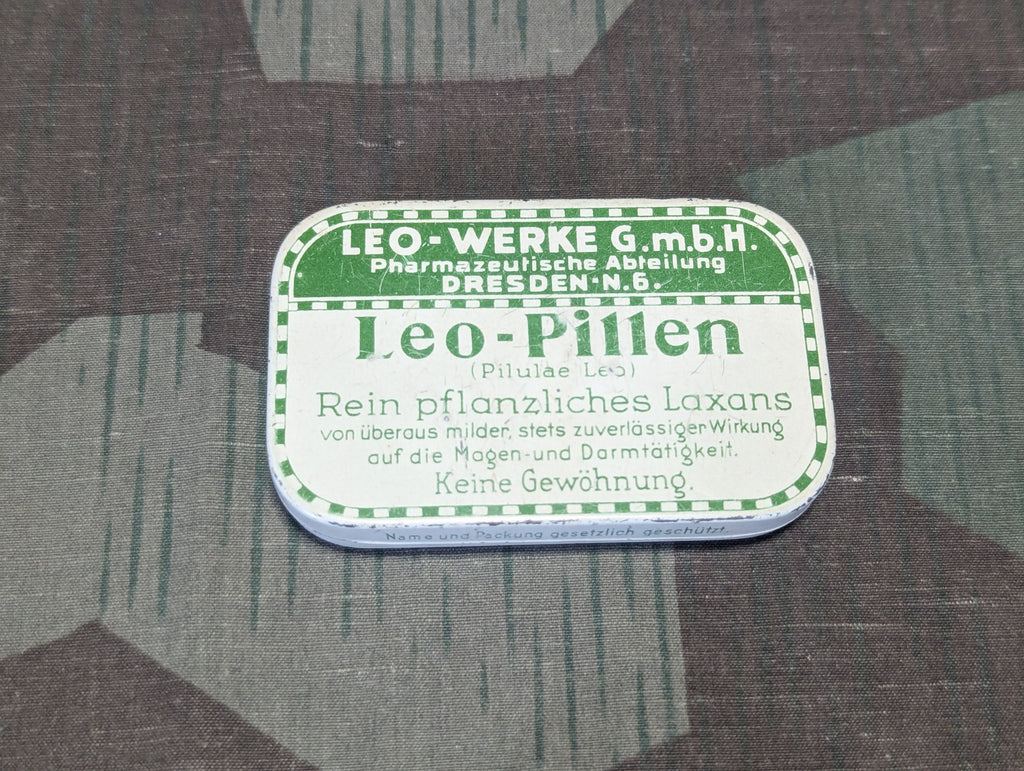 LEO-WERKE G.m.b.H.
Pharmazeutische Abteilung
DRESDEN-N.6.
Leo-Pillen
(Pilulae Leo)
Rein pflanzliches Laxans
von überaus milder, stets zuverlässiger Wirkung
auf die Magen-und Darmtätigkeit.
Keine Gewöhnung.
Name und Packung gesetzlich geschützt